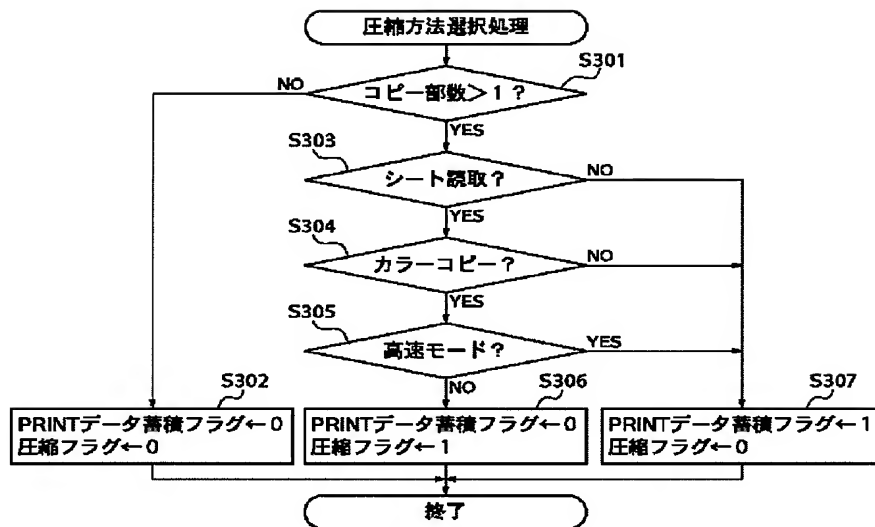 圧縮方法選択処理
S301
コピー部数＞1？
NO
YES
S303
シート読取？
NO
YES
S304
カラーコピー？
NO
YES
S305
高速モード？
YES
NO
S302
PRINTデータ蓄積フラグ←0
圧縮フラグ←0
S306
PRINTデータ蓄積フラグ←0
圧縮フラグ←1
S307
PRINTデータ蓄積フラグ←1
圧縮フラグ←0
終了